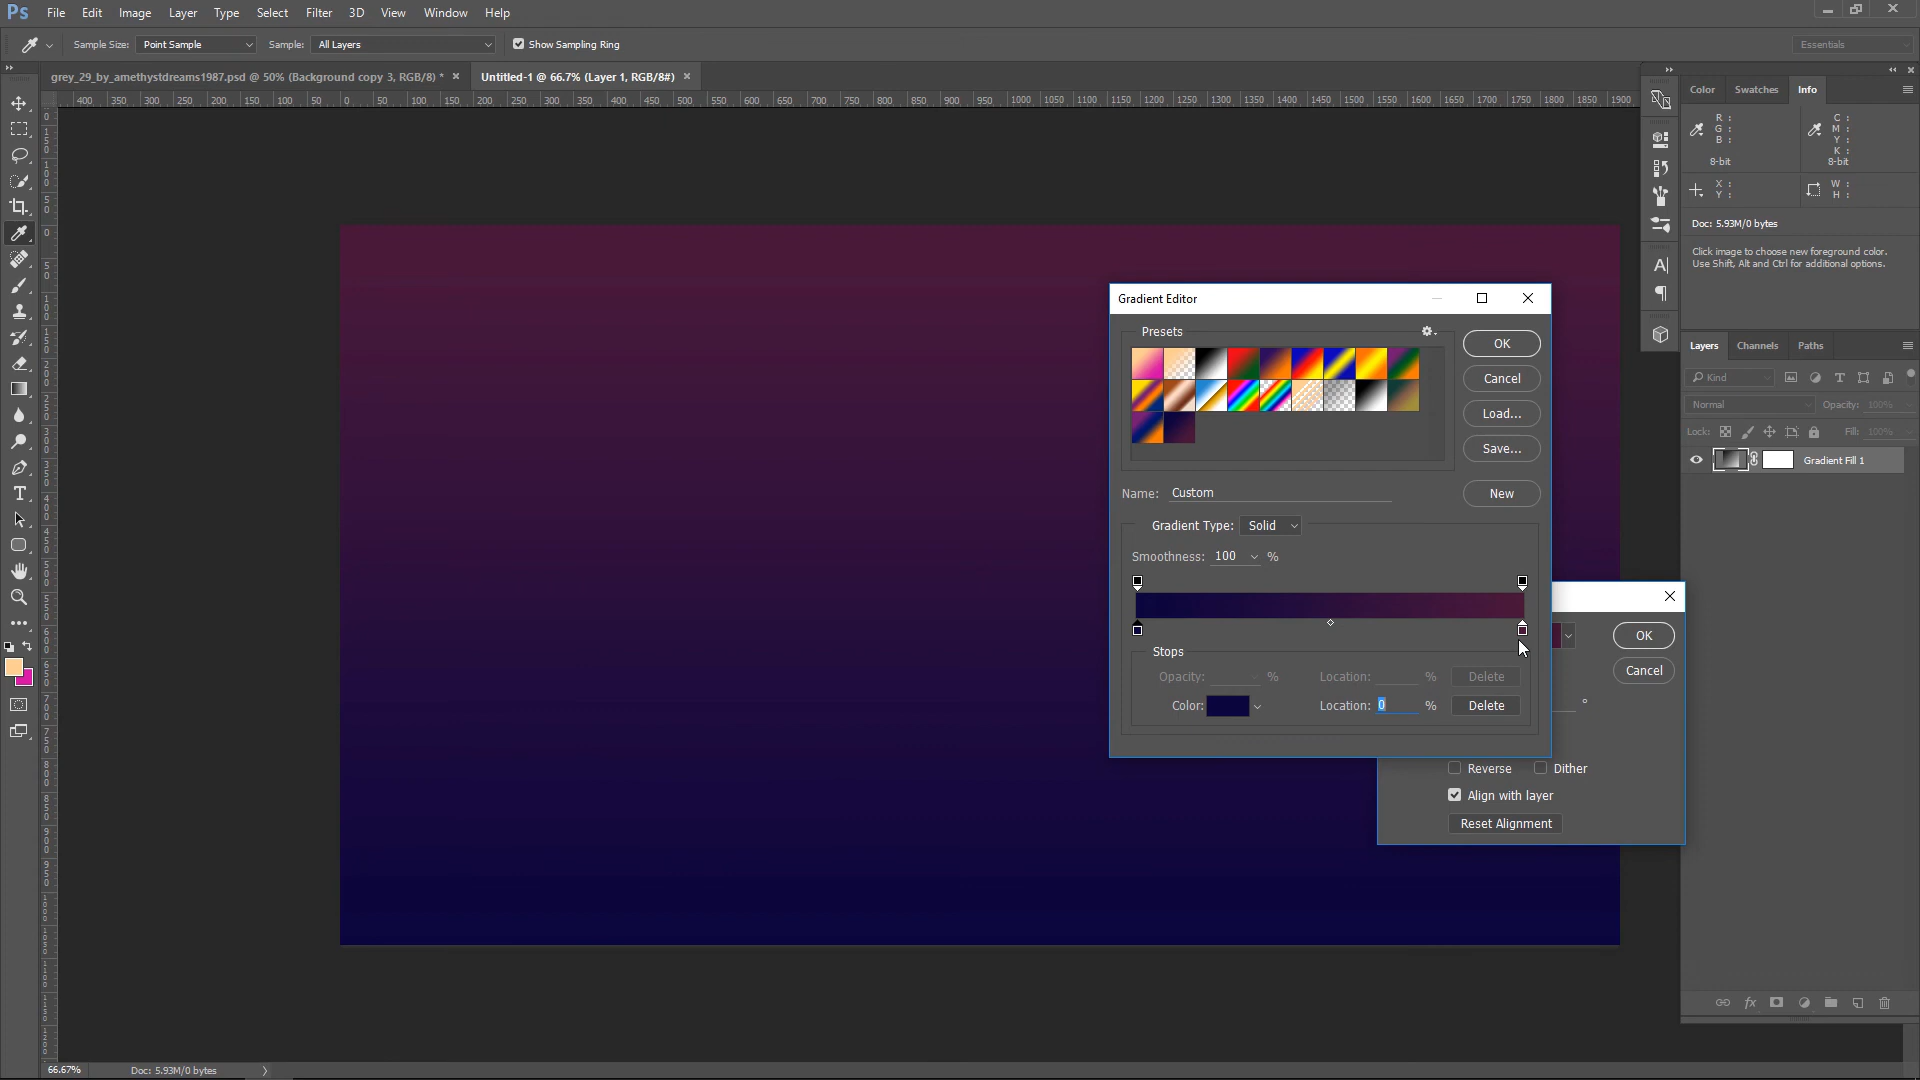 Ps File Edit Image Layer Type Select Filter 3D View Window Help
Sample Size: Point Sample Sample: All Layers Show Sampling Ring Essentials
grey_29_by_amethystdreams1987.psd @ 50% (Background copy 3, RGB/8) * Untitled-1 @ 66.7% (Layer 1, RGB/8#)
400 350 300 250 200 150 100 50 0 50 100 150 200 250 300 350 400 450 500 550 600 650 700 750 800 850 900 950 1000 1050 1100 1150 1200 1250 1300 1350 1400 1450 1500 1550 1600 1650 1700 1750 1800 1850 1900
Color Swatches Info
R : C :
G : M :
B : Y :
K :
8-bit 8-bit
X : W :
Y : H :
Doc: 5.93M/0 bytes
Click image to choose new foreground color.
Use Shift, Alt and Ctrl for additional options.
Layers Channels Paths
Kind
Normal Opacity: 100%
Lock: Fill: 100%
Gradient Fill 1
Gradient Editor
Presets
OK
Cancel
Load...
Save...
Name: Custom New
Gradient Type: Solid
Smoothness: 100 %
Stops
Opacity: % Location: % Delete
Color: Location: 0 % Delete
OK
Cancel
°
Reverse Dither
Align with layer
Reset Alignment
66.67% Doc: 5.93M/0 bytes